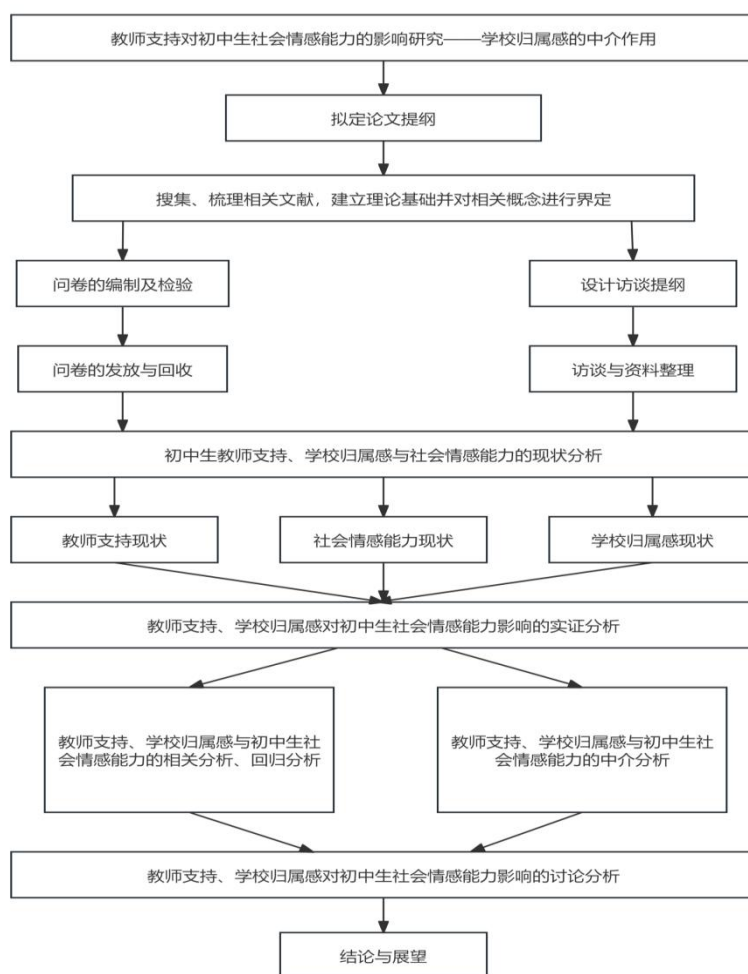 教师支持对初中生社会情感能力的影响研究——学校归属感的中介作用
拟定论文提纲
搜集、梳理相关文献，建立理论基础并对相关概念进行界定
问卷的编制及检验
设计访谈提纲
问卷的发放与回收
访谈与资料整理
初中生教师支持、学校归属感与社会情感能力的现状分析
教师支持现状
社会情感能力现状
学校归属感现状
教师支持、学校归属感对初中生社会情感能力影响的实证分析
教师支持、学校归属感与初中生社
会情感能力的相关分析、回归分析
教师支持、学校归属感与初中生社
会情感能力的中介分析
教师支持、学校归属感对初中生社会情感能力影响的讨论分析
结论与展望